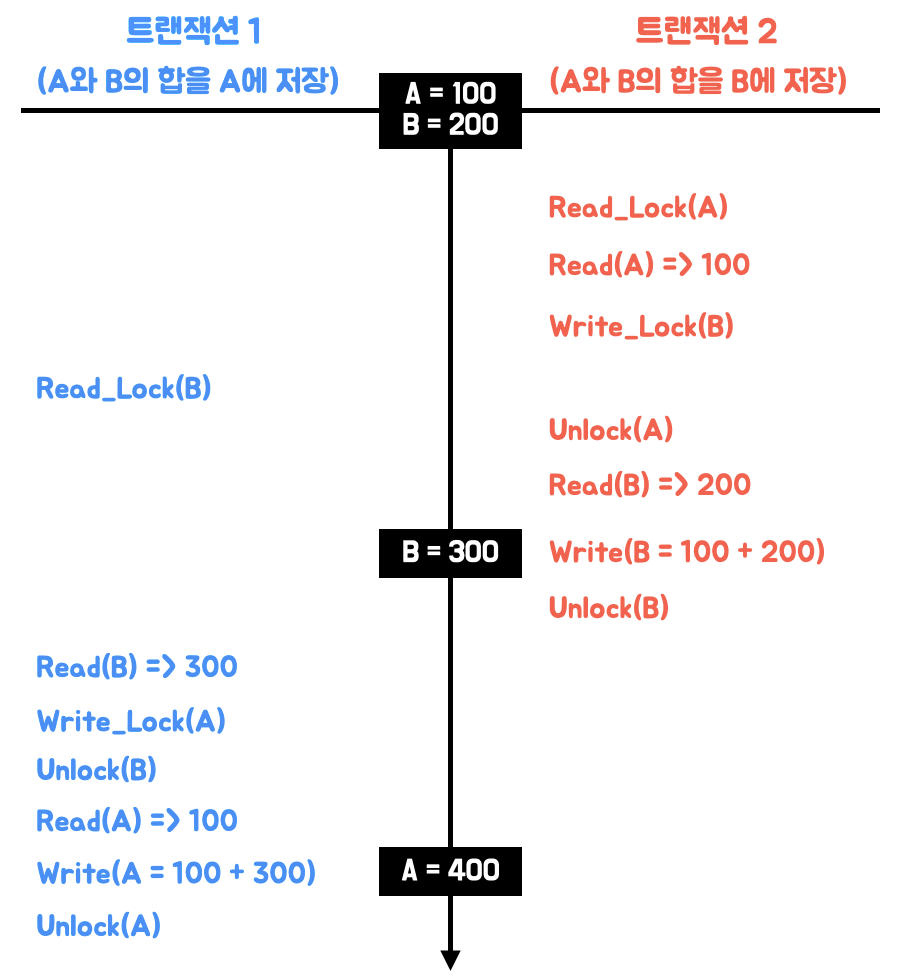 트랜잭션 1
(A와 B의 합을 A에 저장)
트랜잭션 2
(A와 B의 합을 B에 저장)
A = 100
B = 200
Read_Lock(A)
Read(A) => 100
Write_Lock(B)
Read_Lock(B)
Unlock(A)
Read(B) => 200
B = 300
Write(B = 100 + 200)
Unlock(B)
Read(B) => 300
Write_Lock(A)
Unlock(B)
Read(A) => 100
Write(A = 100 + 300)
A = 400
Unlock(A)